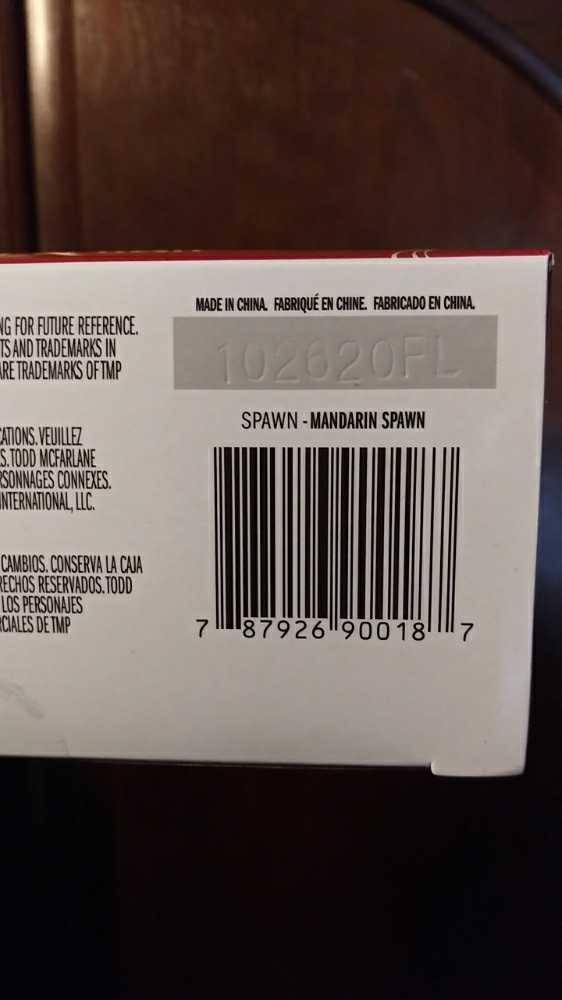 NG FOR FUTURE REFERENCE.
TS AND TRADEMARKS IN
ARE TRADEMARKS OF TMP
CATIONS. VEUILLEZ
S. TODD MCFARLANE
RSONNAGES CONNEXES.
INTERNATIONAL, LLC.
CAMBIOS. CONSERVA LA CAJA
RECHOS RESERVADOS. TODD
LOS PERSONAJES
RCIALES DE TMP
MADE IN CHINA. FABRIQUÉ EN CHINE. FABRICADO EN CHINA.
102620FL
SPAWN - MANDARIN SPAWN
7 87926 90018 7